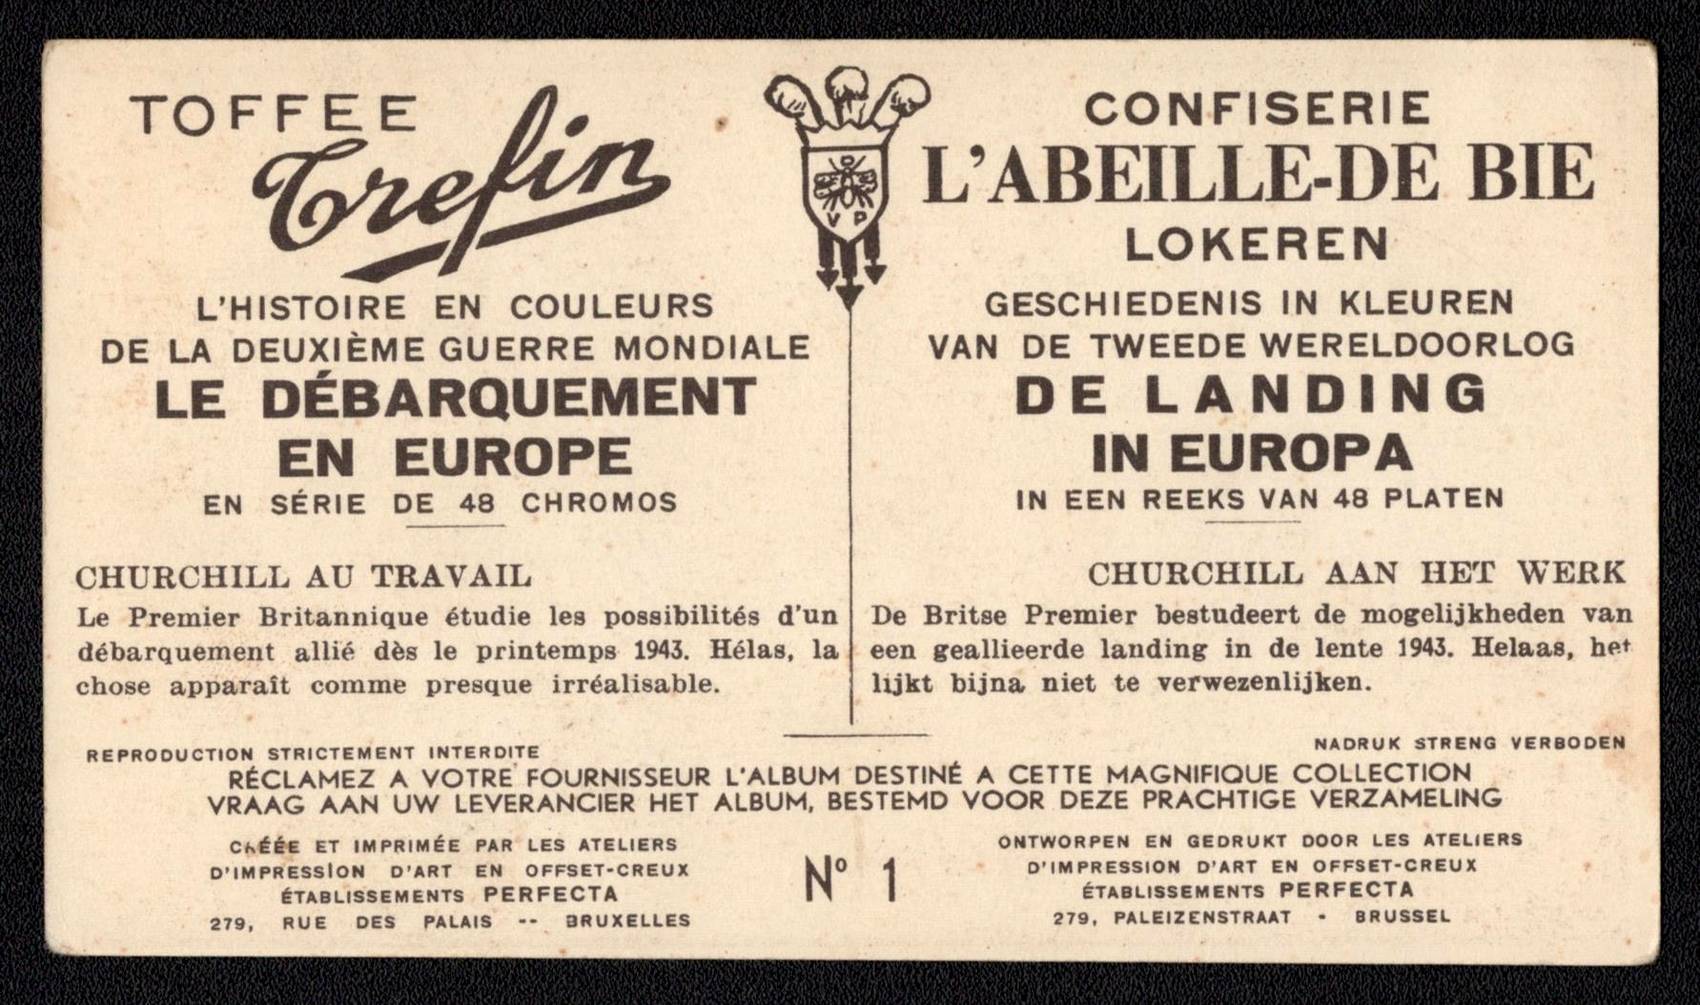 TOFFEE
Trefin
L'HISTOIRE EN COULEURS
DE LA DEUXIÈME GUERRE MONDIALE
LE DÉBARQUEMENT
EN EUROPE
EN SÉRIE DE 48 CHROMOS
CHURCHILL AU TRAVAIL
Le Premier Britannique étudie les possibilités d'un
débarquement allié dès le printemps 1943. Hélas, la
chose apparaît comme presque irréalisable.
VP
CONFISERIE
L'ABEILLE-DE BIE
LOKEREN
GESCHIEDENIS IN KLEUREN
VAN DE TWEEDE WERELDOORLOG
DE LANDING
IN EUROPA
IN EEN REEKS VAN 48 PLATEN
CHURCHILL AAN HET WERK
De Britse Premier bestudeert de mogelijkheden van
een geallieerde landing in de lente 1943. Helaas, het
lijkt bijna niet te verwezenlijken.
REPRODUCTION STRICTEMENT INTERDITE
NADRUK STRENG VERBODEN
RÉCLAMEZ A VOTRE FOURNISSEUR L'ALBUM DESTINÉ A CETTE MAGNIFIQUE COLLECTION
VRAAG AAN UW LEVERANCIER HET ALBUM, BESTEMD VOOR DEZE PRACHTIGE VERZAMELING
CRÉÉE ET IMPRIMÉE PAR LES ATELIERS
D'IMPRESSION D'ART EN OFFSET-CREUX
ÉTABLISSEMENTS PERFECTA
279, RUE DES PALAIS -- BRUXELLES
Nº 1
ONTWORPEN EN GEDRUKT DOOR LES ATELIERS
D'IMPRESSION D'ART EN OFFSET-CREUX
ÉTABLISSEMENTS PERFECTA
279, PALEIZENSTRAAT - BRUSSEL